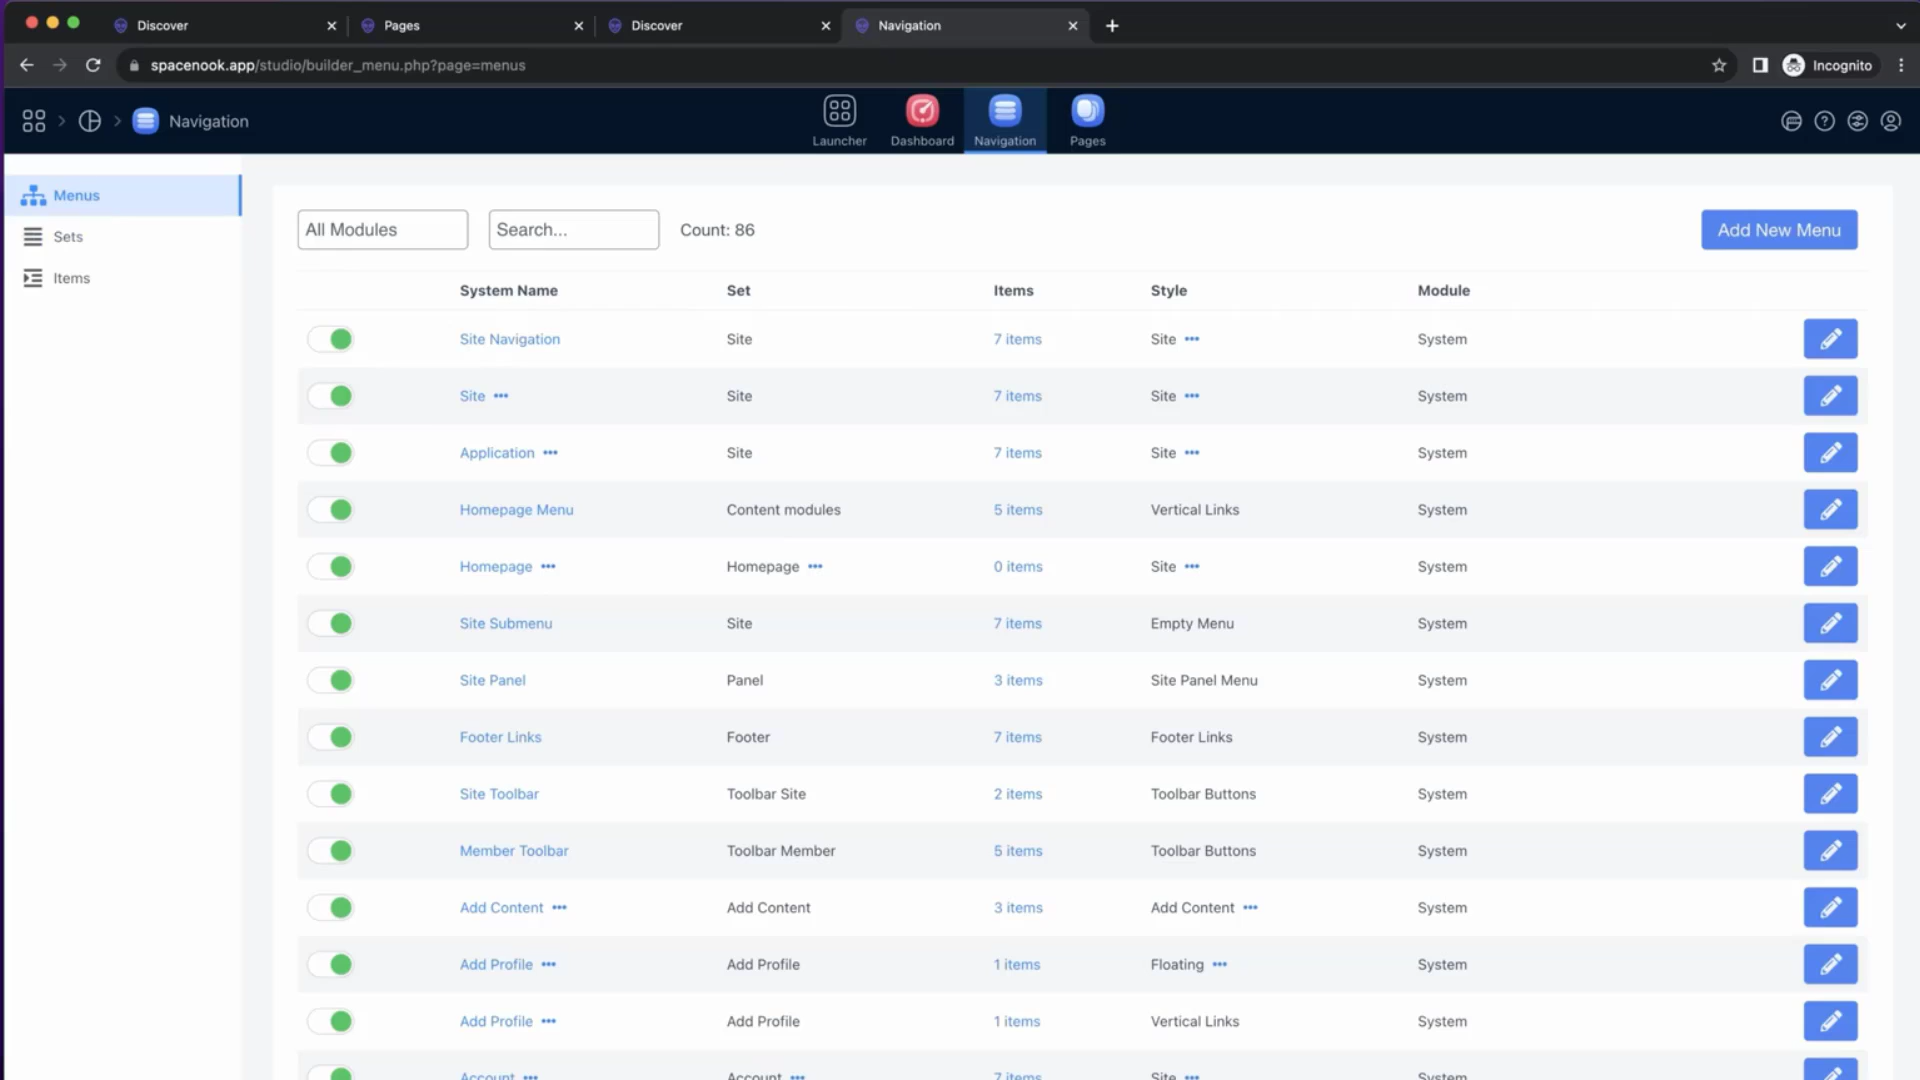 Discover
Pages
Discover
Navigation
spacenook.app/studio/builder_menu.php?page=menus
Incognito
Navigation
Launcher
Dashboard
Navigation
Pages
Menus
Sets
Items
All Modules
Search...
Count: 86
Add New Menu
System Name Set Items Style Module
Site Navigation Site 7 items Site ••• System
Site ••• Site 7 items Site ••• System
Application ••• Site 7 items Site ••• System
Homepage Menu Content modules 5 items Vertical Links System
Homepage ••• Homepage ••• 0 items Site ••• System
Site Submenu Site 7 items Empty Menu System
Site Panel Panel 3 items Site Panel Menu System
Footer Links Footer 7 items Footer Links System
Site Toolbar Toolbar Site 2 items Toolbar Buttons System
Member Toolbar Toolbar Member 5 items Toolbar Buttons System
Add Content ••• Add Content 3 items Add Content ••• System
Add Profile ••• Add Profile 1 items Floating ••• System
Add Profile ••• Add Profile 1 items Vertical Links System
Account ••• Account ••• 7 items Site ••• System